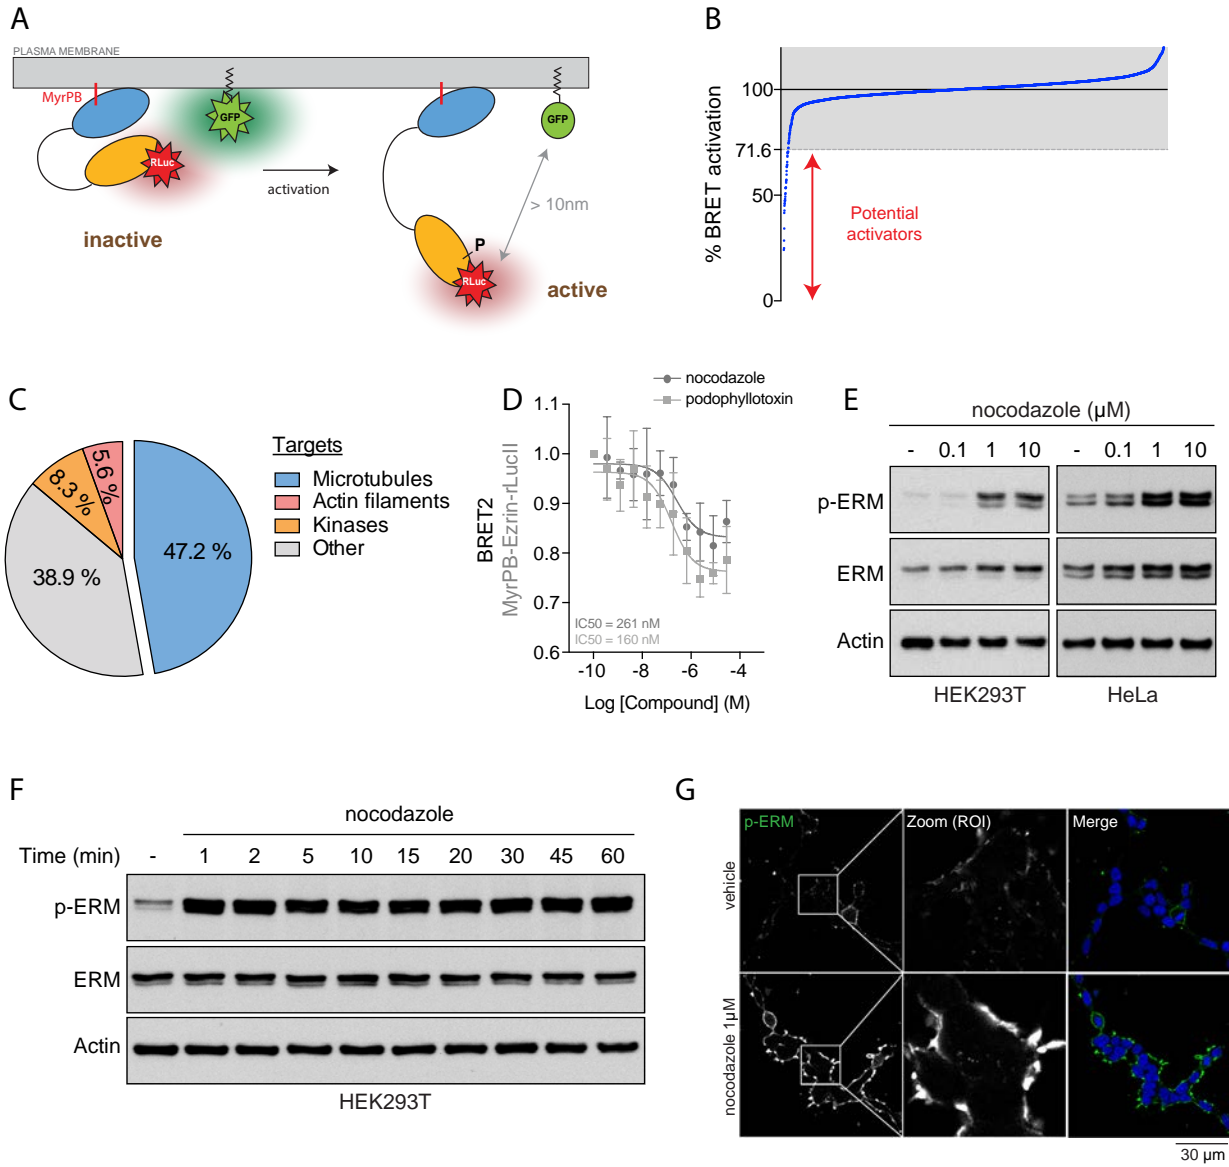 A
PLASMA MEMBRANE
MyrPB
GFP
RLuc
inactive
activation
GFP
> 10nm
P
RLuc
active
B
% BRET activation
100
71.6
50
0
Potential
activators
C
5.6 %
8.3 %
47.2 %
38.9 %
Targets
Microtubules
Actin filaments
Kinases
Other
D
nocodazole
podophyllotoxin
BRET2
MyrPB-Ezrin-rLucII
1.1
1.0
0.9
0.8
0.7
0.6
IC50 = 261 nM
IC50 = 160 nM
-10 -8 -6 -4
Log [Compound] (M)
E
nocodazole (µM)
- 0.1 1 10 - 0.1 1 10
p-ERM
ERM
Actin
HEK293T HeLa
F
nocodazole
Time (min) - 1 2 5 10 15 20 30 45 60
p-ERM
ERM
Actin
HEK293T
G
p-ERM Zoom (ROI) Merge
vehicle
nocodazole 1µM
30 µm